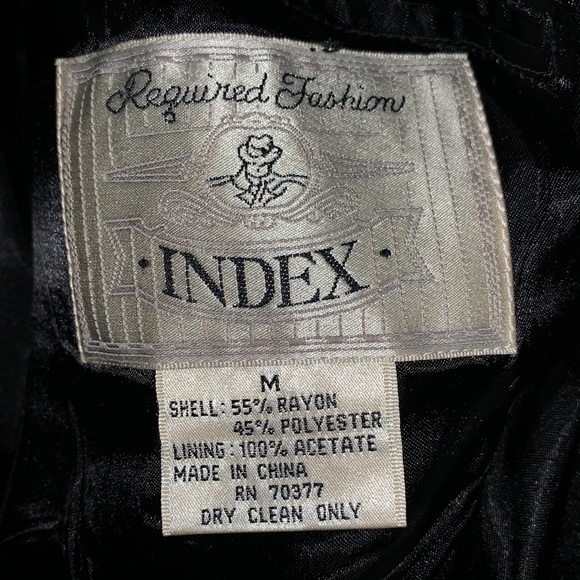 Required Fashion
· INDEX ·
M
SHELL: 55% RAYON
45% POLYESTER
LINING: 100% ACETATE
MADE IN CHINA
RN 70377
DRY CLEAN ONLY